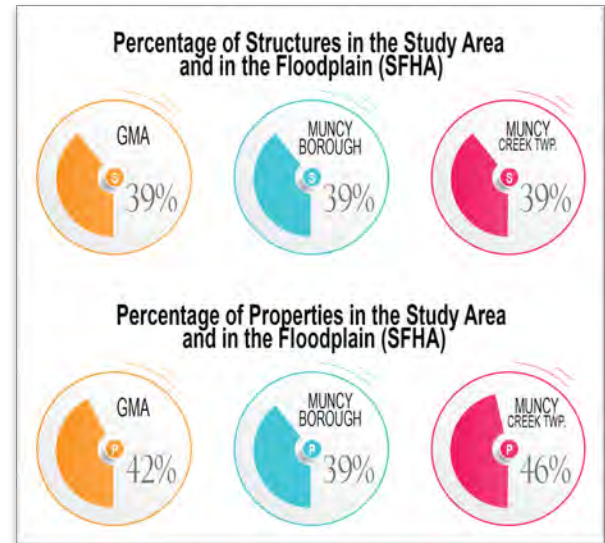 Percentage of Structures in the Study Area
and in the Floodplain (SFHA)
GMA
S
39%
MUNCY
BOROUGH
S
39%
MUNCY
CREEK TWP.
S
39%
Percentage of Properties in the Study Area
and in the Floodplain (SFHA)
GMA
P
42%
MUNCY
BOROUGH
P
39%
MUNCY
CREEK TWP.
P
46%